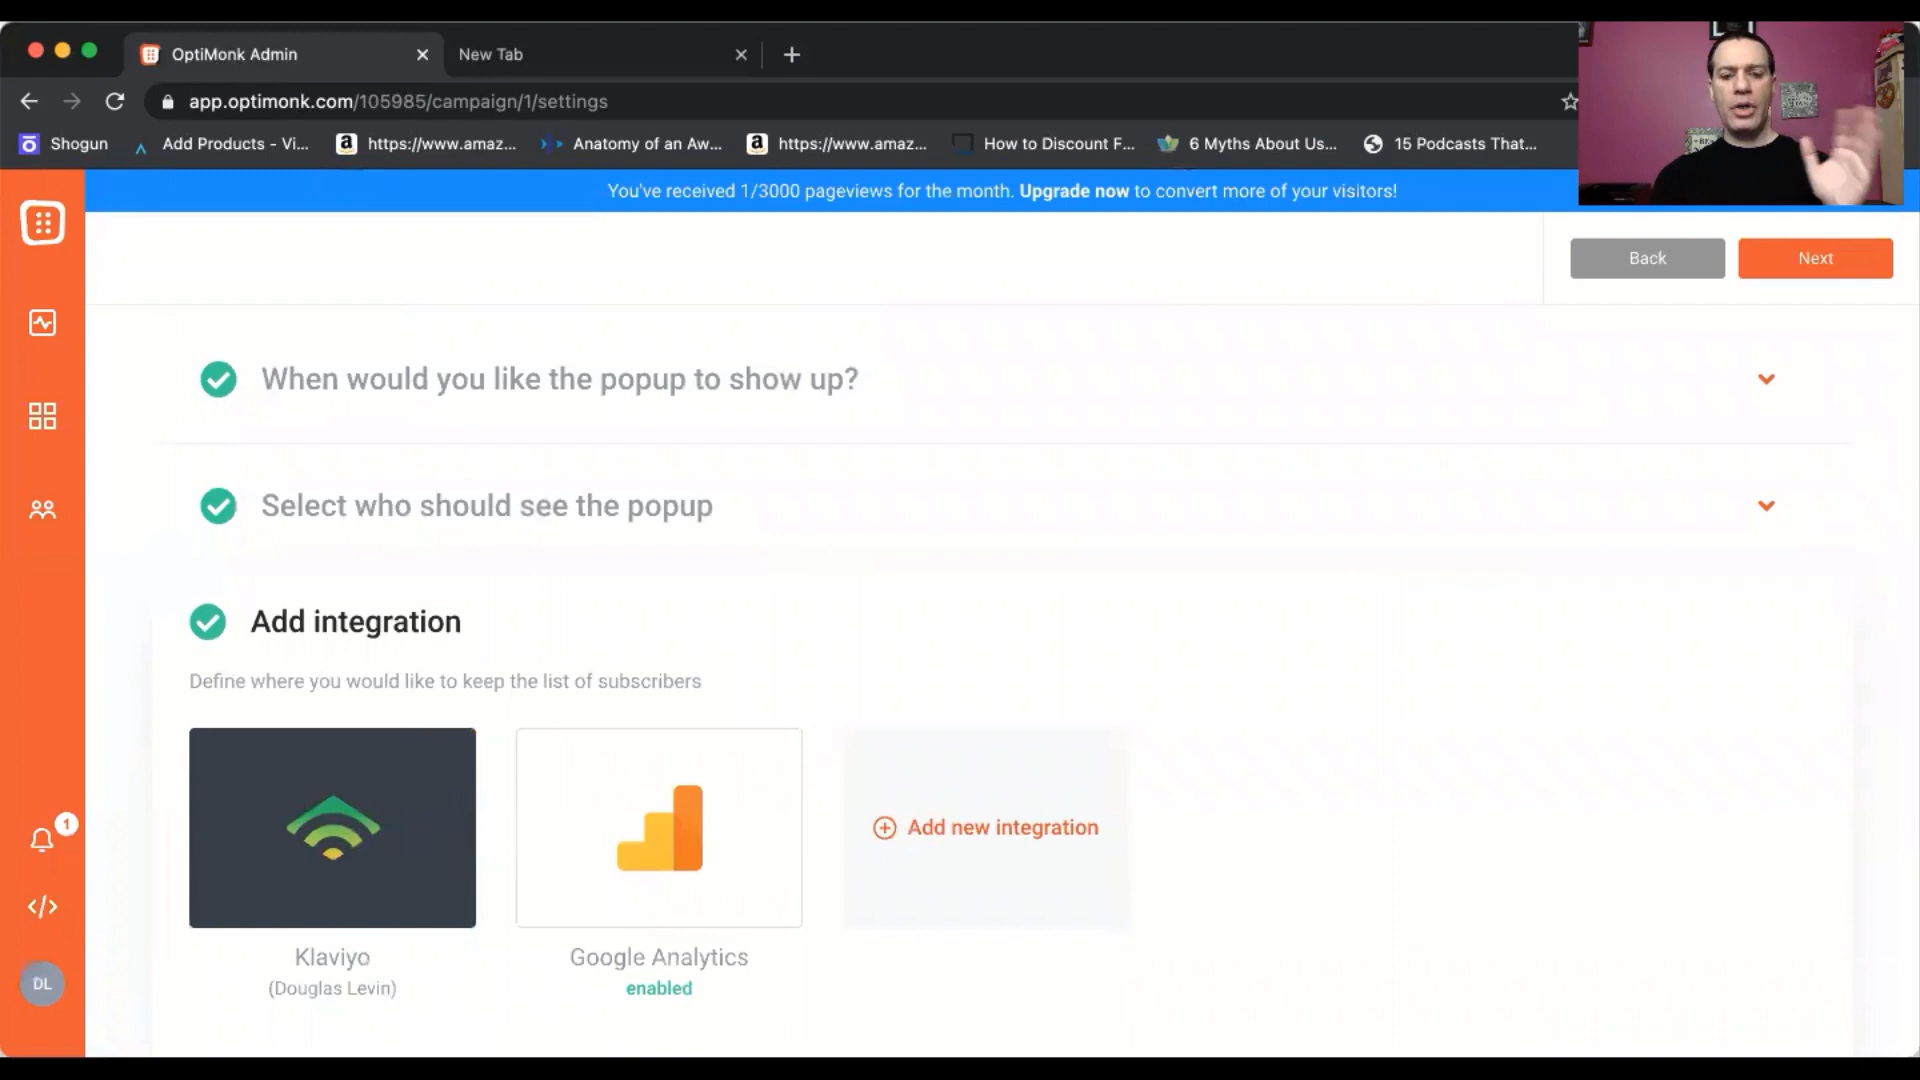 OptiMonk Admin
New Tab
app.optimonk.com/105985/campaign/1/settings
Shogun
Add Products - Vi...
https://www.amaz...
Anatomy of an Aw...
https://www.amaz...
How to Discount F...
6 Myths About Us...
15 Podcasts That...
You've received 1/3000 pageviews for the month. Upgrade now to convert more of your visitors!
Back
Next
When would you like the popup to show up?
Select who should see the popup
Add integration
Define where you would like to keep the list of subscribers
Add new integration
Klaviyo
(Douglas Levin)
Google Analytics
enabled
1
DL